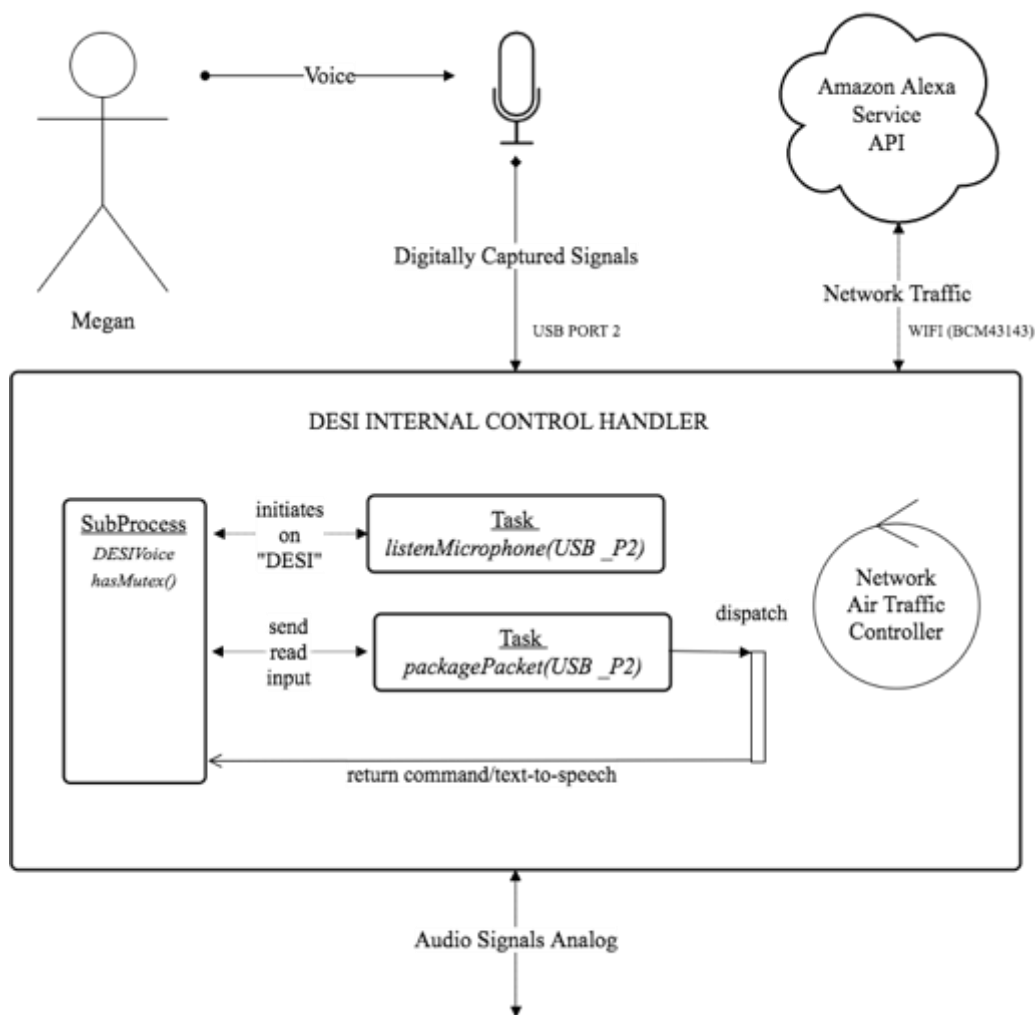 Voice
Amazon Alexa
Service
API
Megan
Digitally Captured Signals
USB PORT 2
Network Traffic
WIFI (BCM43143)
DESI INTERNAL CONTROL HANDLER
SubProcess
DESIVoice
hasMutex()
initiates
on
"DESI"
Task
listenMicrophone(USB _P2)
send
read
input
Task
packagePacket(USB _P2)
dispatch
Network
Air Traffic
Controller
return command/text-to-speech
Audio Signals Analog